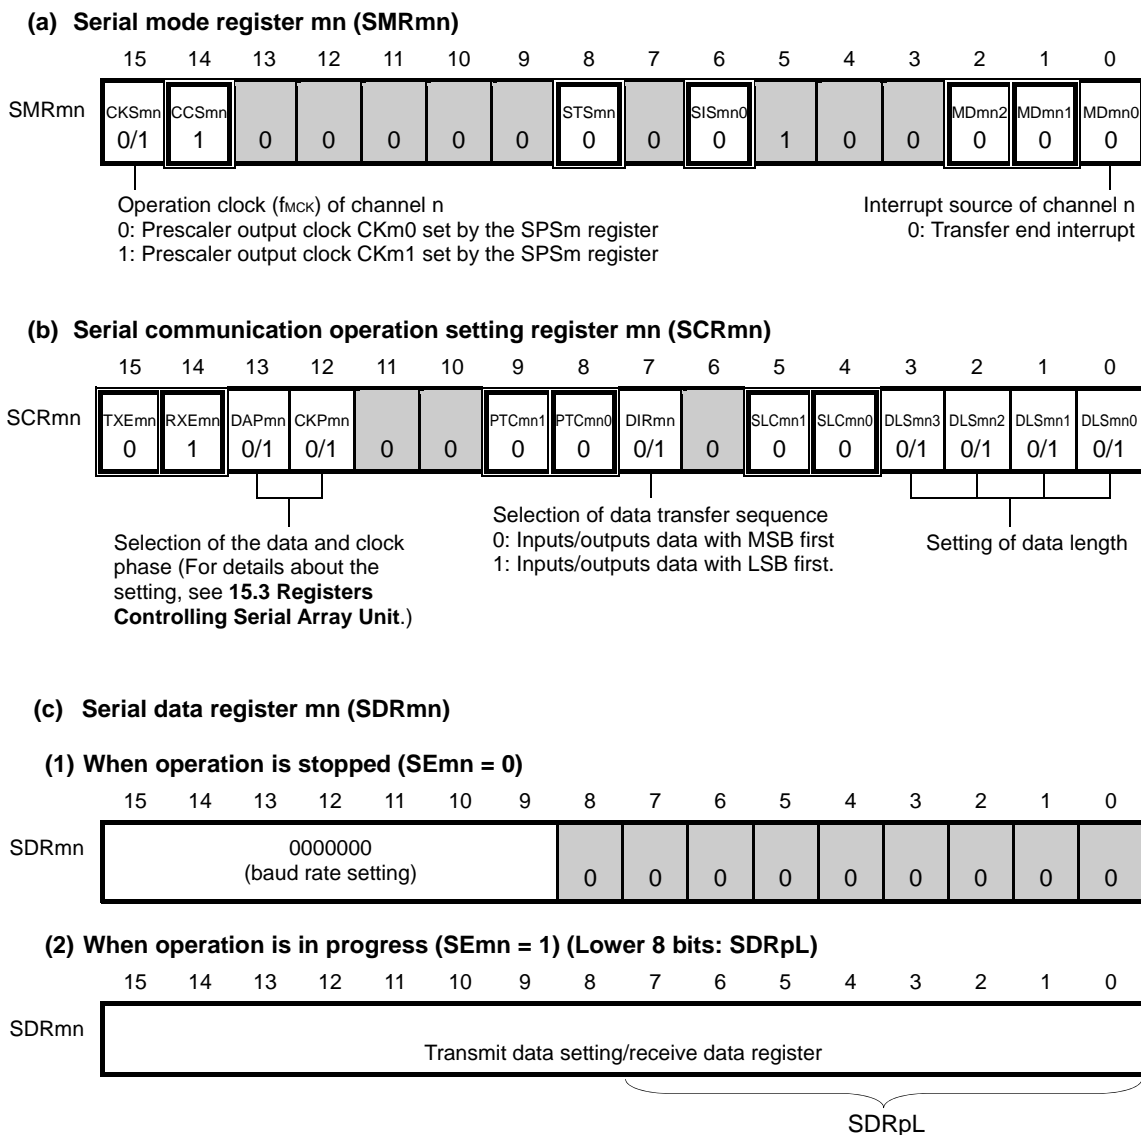 (a) Serial mode register mn (SMRmn)
15 14 13 12 11 10 9 8 7 6 5 4 3 2 1 0
SMRmn
CKSmn CCSmn STSmn SISmn0 MDmn2 MDmn1 MDmn0
0/1 1 0 0 0 0 0 0 0 0 1 0 0 0 0 0
Operation clock (fMCK) of channel n
0: Prescaler output clock CKm0 set by the SPSm register
1: Prescaler output clock CKm1 set by the SPSm register
Interrupt source of channel n
0: Transfer end interrupt
(b) Serial communication operation setting register mn (SCRmn)
15 14 13 12 11 10 9 8 7 6 5 4 3 2 1 0
SCRmn
TXEmn RXEmn DAPmn CKPmn PTCmn1 PTCmn0 DIRmn SLCmn1 SLCmn0 DLSmn3 DLSmn2 DLSmn1 DLSmn0
0 1 0/1 0/1 0 0 0 0 0/1 0 0 0 0/1 0/1 0/1 0/1
Selection of the data and clock
phase (For details about the
setting, see 15.3 Registers
Controlling Serial Array Unit.)
Selection of data transfer sequence
0: Inputs/outputs data with MSB first
1: Inputs/outputs data with LSB first.
Setting of data length
(c) Serial data register mn (SDRmn)
(1) When operation is stopped (SEmn = 0)
15 14 13 12 11 10 9 8 7 6 5 4 3 2 1 0
SDRmn
0000000
(baud rate setting)
0 0 0 0 0 0 0 0 0
(2) When operation is in progress (SEmn = 1) (Lower 8 bits: SDRpL)
15 14 13 12 11 10 9 8 7 6 5 4 3 2 1 0
SDRmn
Transmit data setting/receive data register
SDRpL